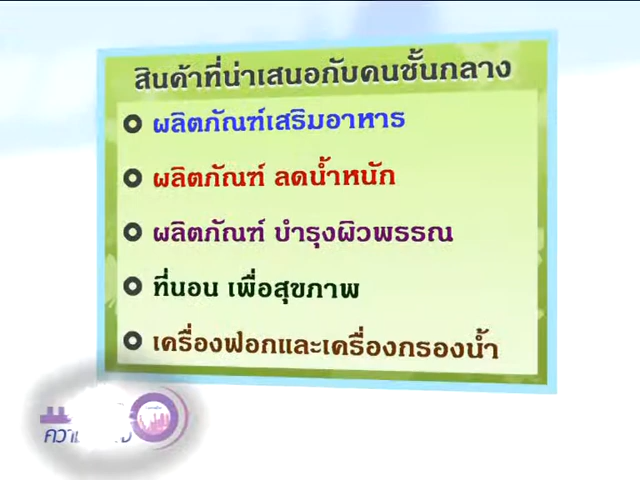 สินค้าที่น่าเสนอกับคนชั้นกลาง
ผลิตภัณฑ์เสริมอาหาร
ผลิตภัณฑ์ ลดน้ำหนัก
ผลิตภัณฑ์ บำรุงผิวพรรณ
ที่นอน เพื่อสุขภาพ
เครื่องฟอกและเครื่องกรองน้ำ